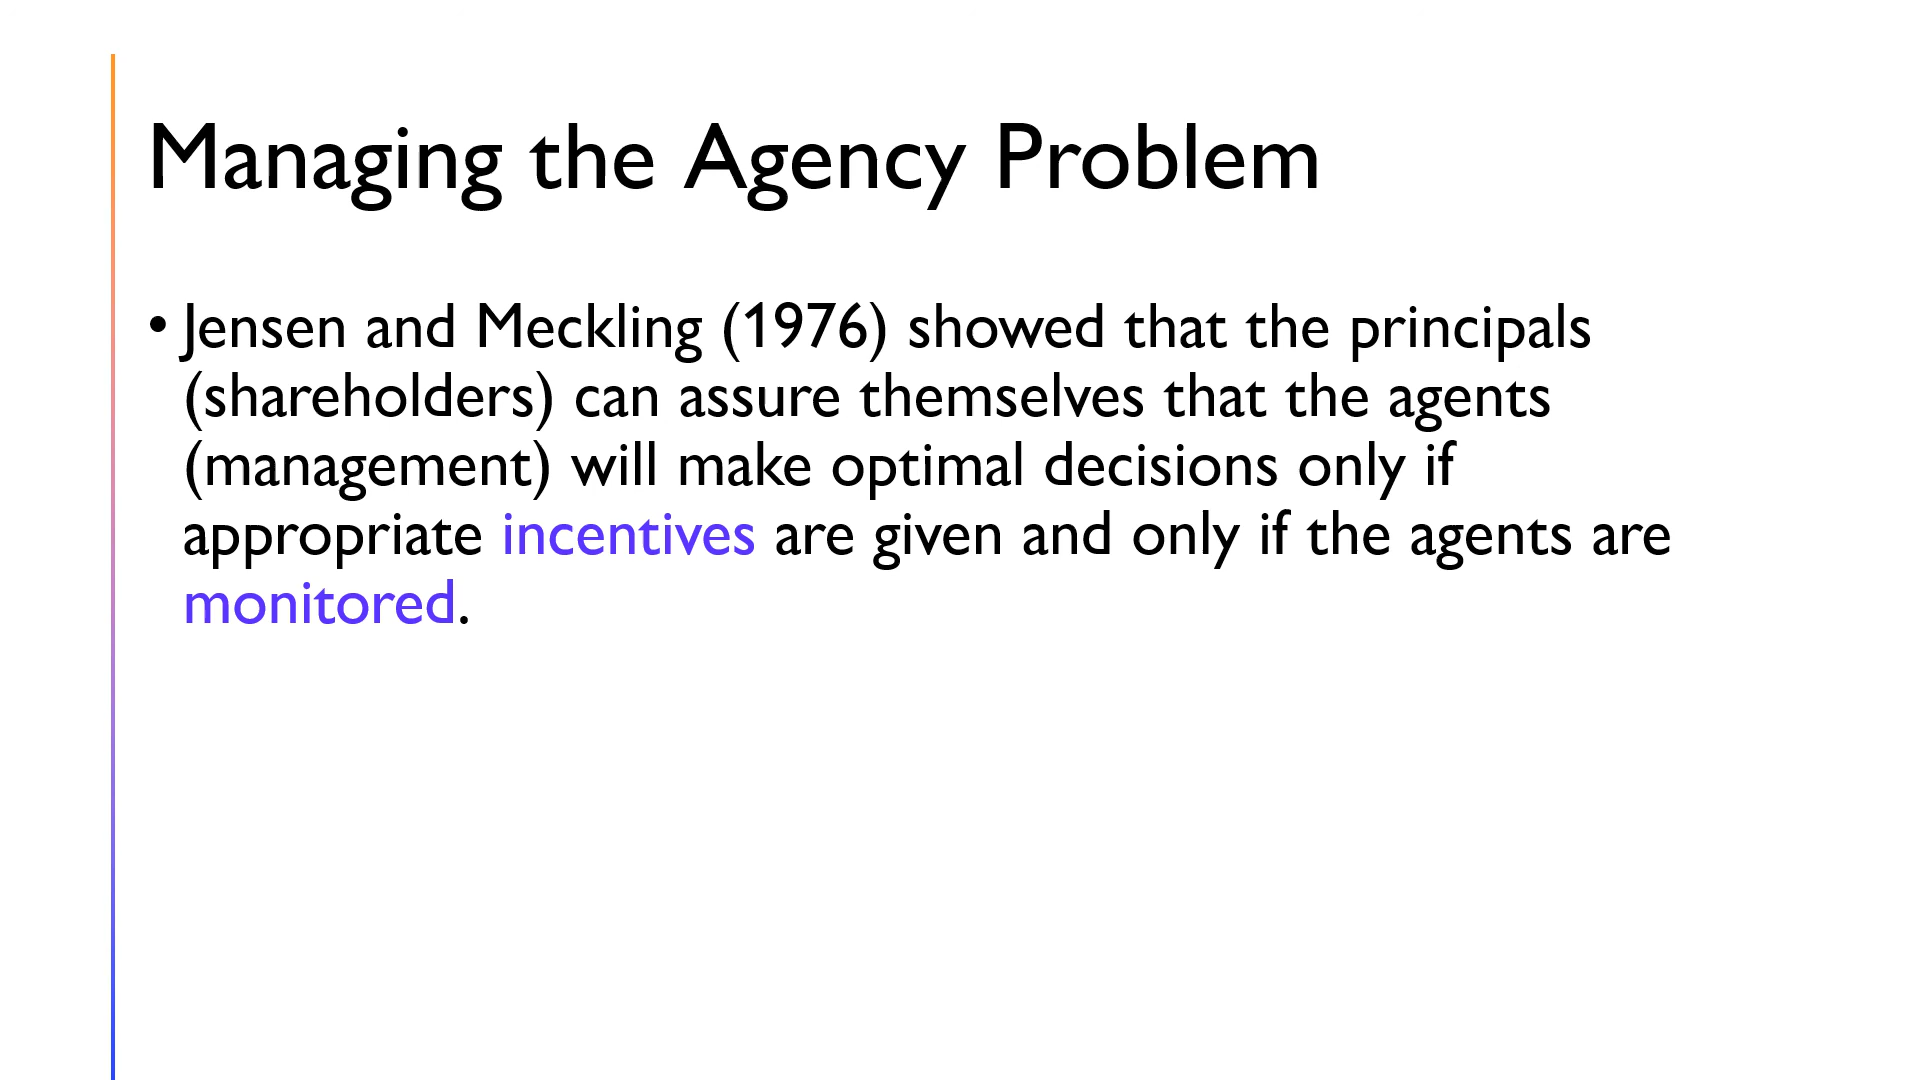 Managing the Agency Problem
• Jensen and Meckling (1976) showed that the principals
(shareholders) can assure themselves that the agents
(management) will make optimal decisions only if
appropriate incentives are given and only if the agents are
monitored.